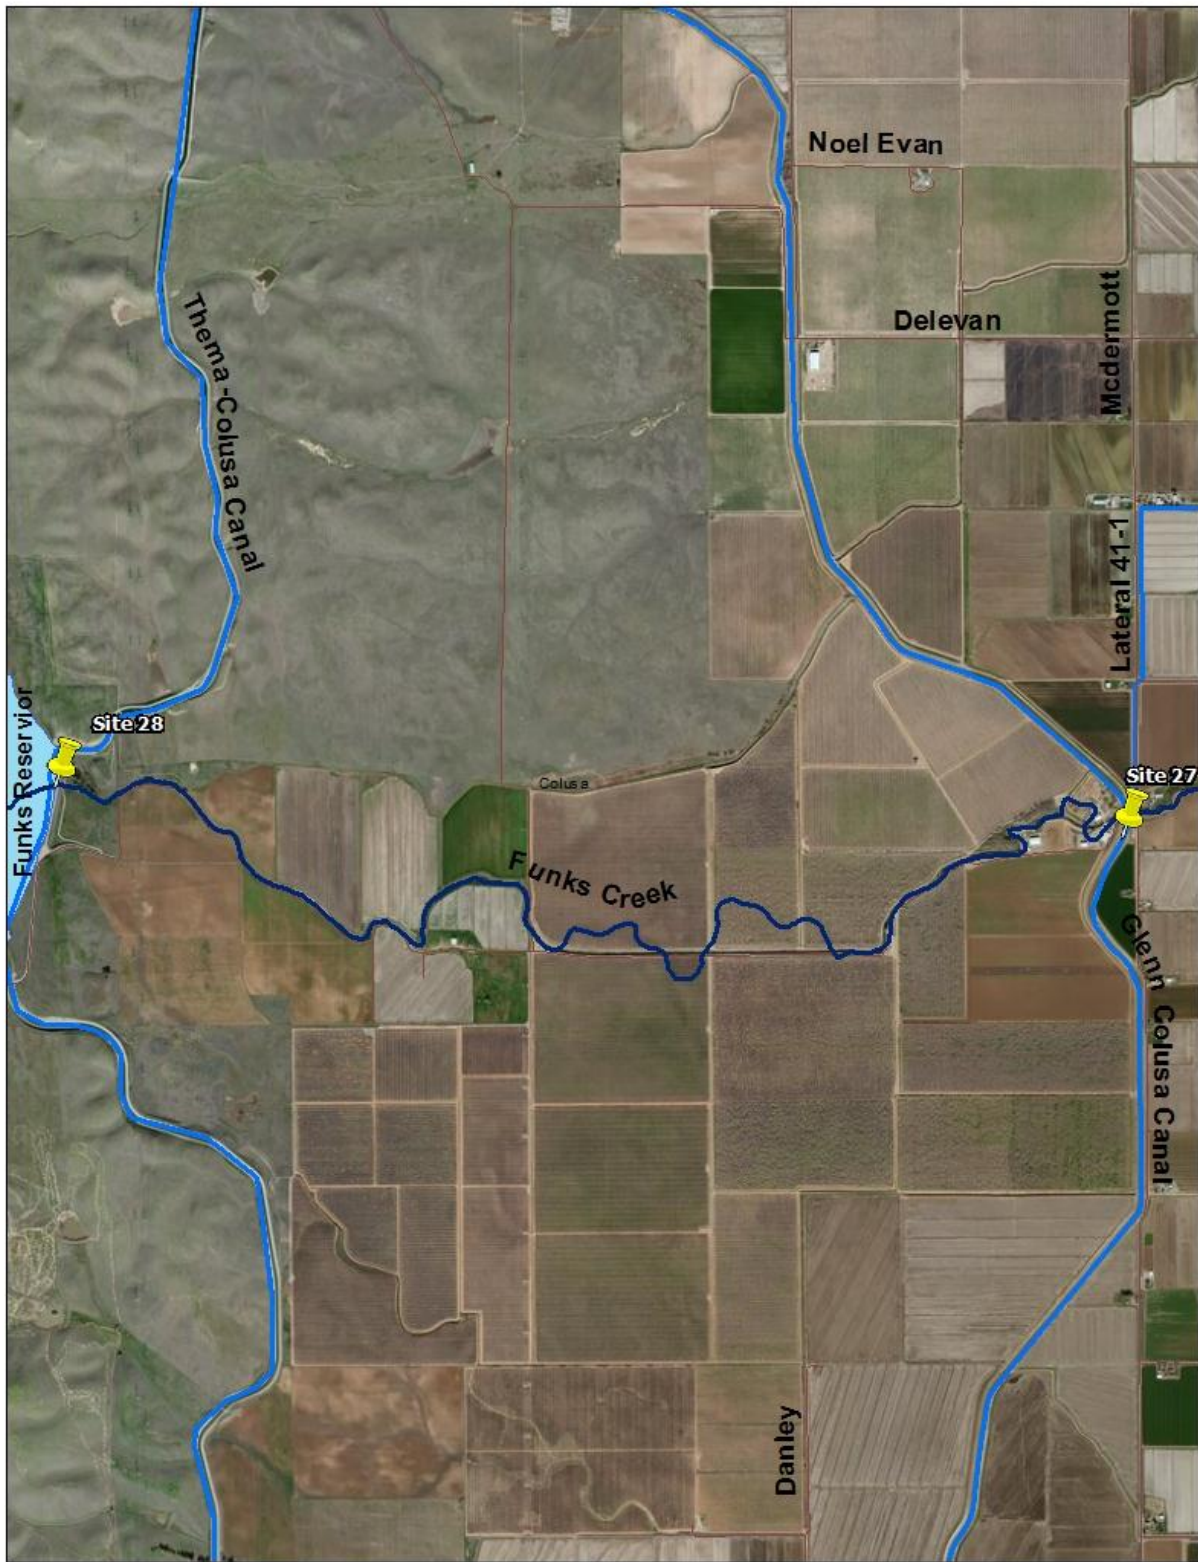 Noel Evan
Delevan
Mcdermott
Thema-Colusa Canal
Lateral 41-1
Funks Reservior
Site 28
Site 27
Colusa
Funks Creek
Glenn Colusa Canal
Danley